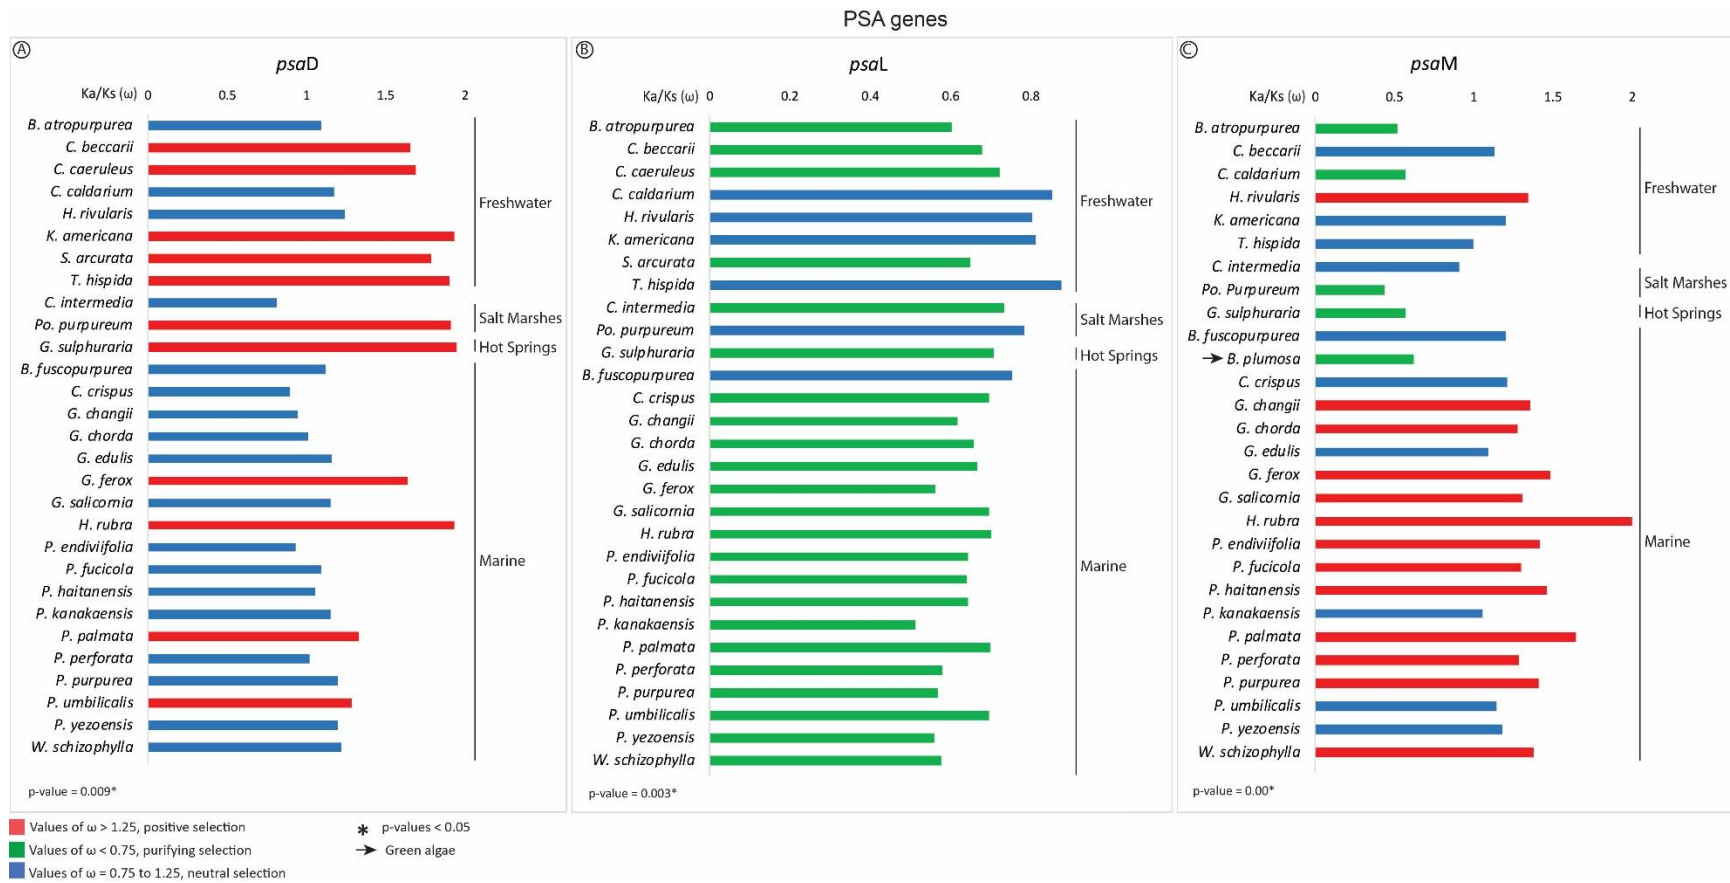 PSA genes
A
psaD
Ka/Ks (ω) 0 0.5 1 1.5 2
B. atropurpurea
C. beccarii
C. caeruleus
C. caldarium
H. rivularis
K. americana
S. arcurata
T. hispida
C. intermedia
Po. purpureum
G. sulphuraria
B. fuscopurpurea
C. crispus
G. changii
G. chorda
G. edulis
G. ferox
G. salicornia
H. rubra
P. endiviifolia
P. fucicola
P. haitanensis
P. kanakaensis
P. palmata
P. perforata
P. purpurea
P. umbilicalis
P. yezoensis
W. schizophylla
Freshwater
Salt Marshes
Hot Springs
Marine
p-value = 0.009*
B
psaL
Ka/Ks (ω) 0 0.2 0.4 0.6 0.8
B. atropurpurea
C. beccarii
C. caeruleus
C. caldarium
H. rivularis
K. americana
S. arcurata
T. hispida
C. intermedia
Po. purpureum
G. sulphuraria
B. fuscopurpurea
C. crispus
G. changii
G. chorda
G. edulis
G. ferox
G. salicornia
H. rubra
P. endiviifolia
P. fucicola
P. haitanensis
P. kanakaensis
P. palmata
P. perforata
P. purpurea
P. umbilicalis
P. yezoensis
W. schizophylla
Freshwater
Salt Marshes
Hot Springs
Marine
p-value = 0.003*
C
psaM
Ka/Ks (ω) 0 0.5 1 1.5 2
B. atropurpurea
C. beccarii
C. caldarium
H. rivularis
K. americana
T. hispida
C. intermedia
Po. Purpureum
G. sulphuraria
B. fuscopurpurea
B. plumosa
C. crispus
G. changii
G. chorda
G. edulis
G. ferox
G. salicornia
H. rubra
P. endiviifolia
P. fucicola
P. haitanensis
P. kanakaensis
P. palmata
P. perforata
P. purpurea
P. umbilicalis
P. yezoensis
W. schizophylla
Freshwater
Salt Marshes
Hot Springs
Marine
p-value = 0.00*
Values of ω > 1.25, positive selection
Values of ω < 0.75, purifying selection
Values of ω = 0.75 to 1.25, neutral selection
* p-values < 0.05
Green algae